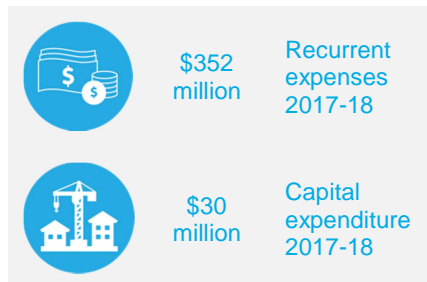 $
$
$352
million
Recurrent
expenses
2017-18
$30
million
Capital
expenditure
2017-18